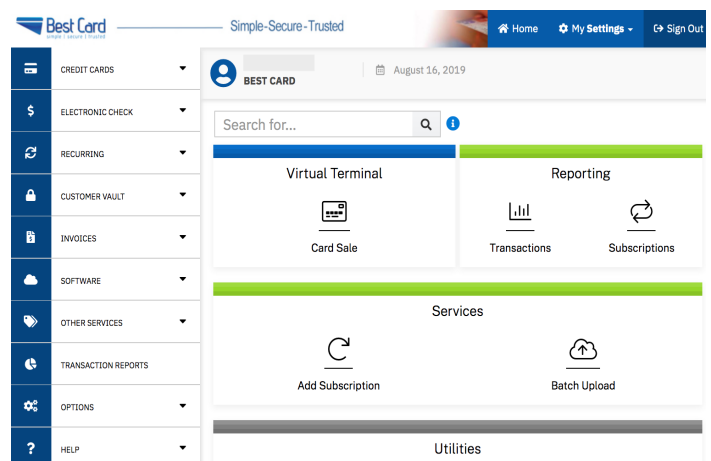 Best Card
simple | secure | trusted
Simple-Secure-Trusted
Home
My Settings
Sign Out
CREDIT CARDS
ELECTRONIC CHECK
RECURRING
CUSTOMER VAULT
INVOICES
SOFTWARE
OTHER SERVICES
TRANSACTION REPORTS
OPTIONS
HELP
BEST CARD
August 16, 2019
Search for...
Virtual Terminal
Card Sale
Reporting
Transactions
Subscriptions
Services
Add Subscription
Batch Upload
Utilities